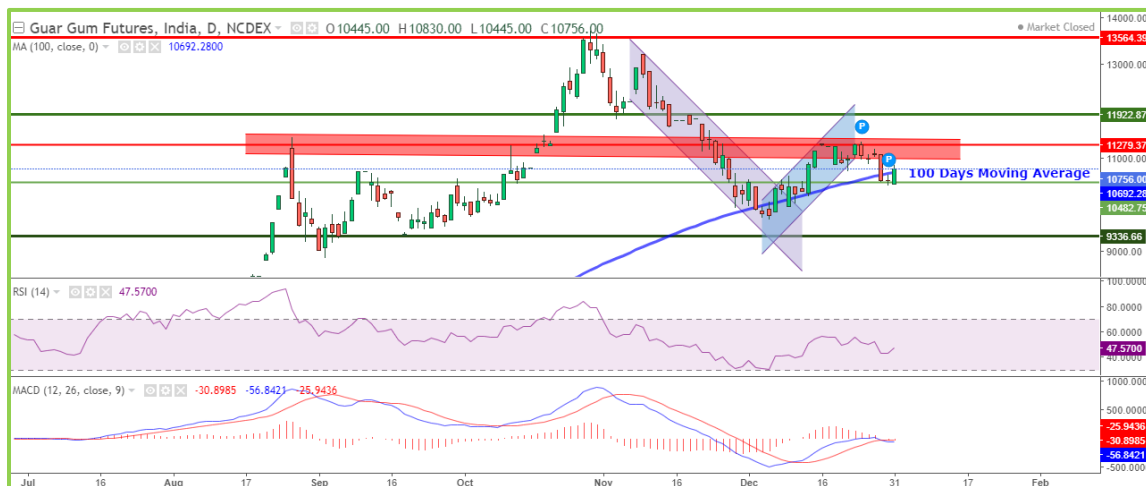 Guar Gum Futures, India, D, NCDEX O10445.00 H10830.00 L10445.00 C10756.00
Market Closed
MA (100, close, 0) 10692.2800
14000.00
13564.39
13000.00
11922.87
P
11279.37
11000.00
P
100 Days Moving Average
10756.00
10692.28
10482.75
9336.66
9000.00
RSI (14) 47.5700
100.0000
80.0000
60.0000
47.5700
40.0000
MACD (12, 26, close, 9) -30.8985 -56.8421 -25.9436
1000.0000
500.0000
-25.9436
-30.8985
-56.8421
-500.0000
Jul 16 Aug 17 Sep 16 Oct 17 Nov 16 Dec 16 31 17 Feb